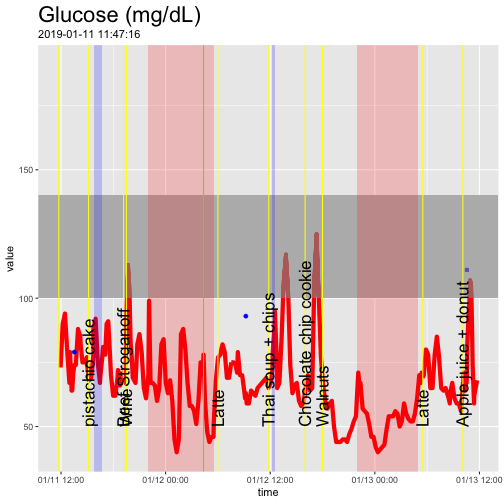 Glucose (mg/dL)
2019-01-11 11:47:16
value
150
100
50
pistachio cake
Beef Stroganoff
Wine
Latte
Thai soup + chips
Chocolate chip cookie
Walnuts
Latte
Apple juice + donut
01/11 12:00
01/12 00:00
01/12 12:00
01/13 00:00
01/13 12:00
time